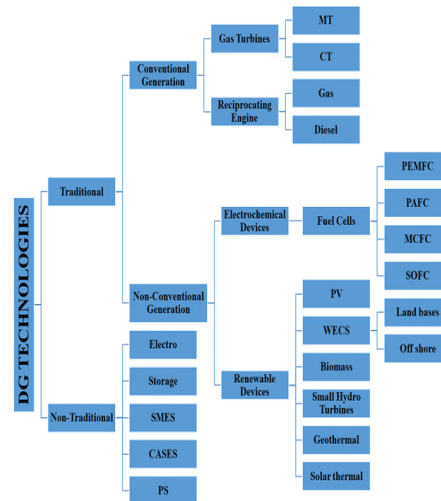 DG TECHNOLOGIES
Traditional
Conventional
Generation
Gas Turbines
MT
CT
Reciprocating
Engine
Gas
Diesel
Non-Conventional
Generation
Electrochemical
Devices
Fuel Cells
PEMFC
PAFC
MCFC
SOFC
Renewable
Devices
PV
WECS
Land bases
Off shore
Biomass
Small Hydro
Turbines
Geothermal
Solar thermal
Non-Traditional
Electro
Storage
SMES
CASES
PS